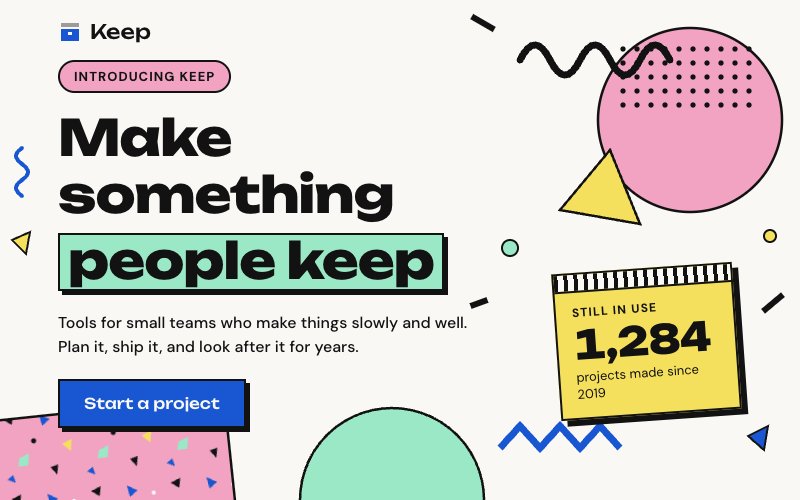 Keep
INTRODUCING KEEP
Make
something
people keep
Tools for small teams who make things slowly and well.
Plan it, ship it, and look after it for years.
Start a project
STILL IN USE
1,284
projects made since
2019